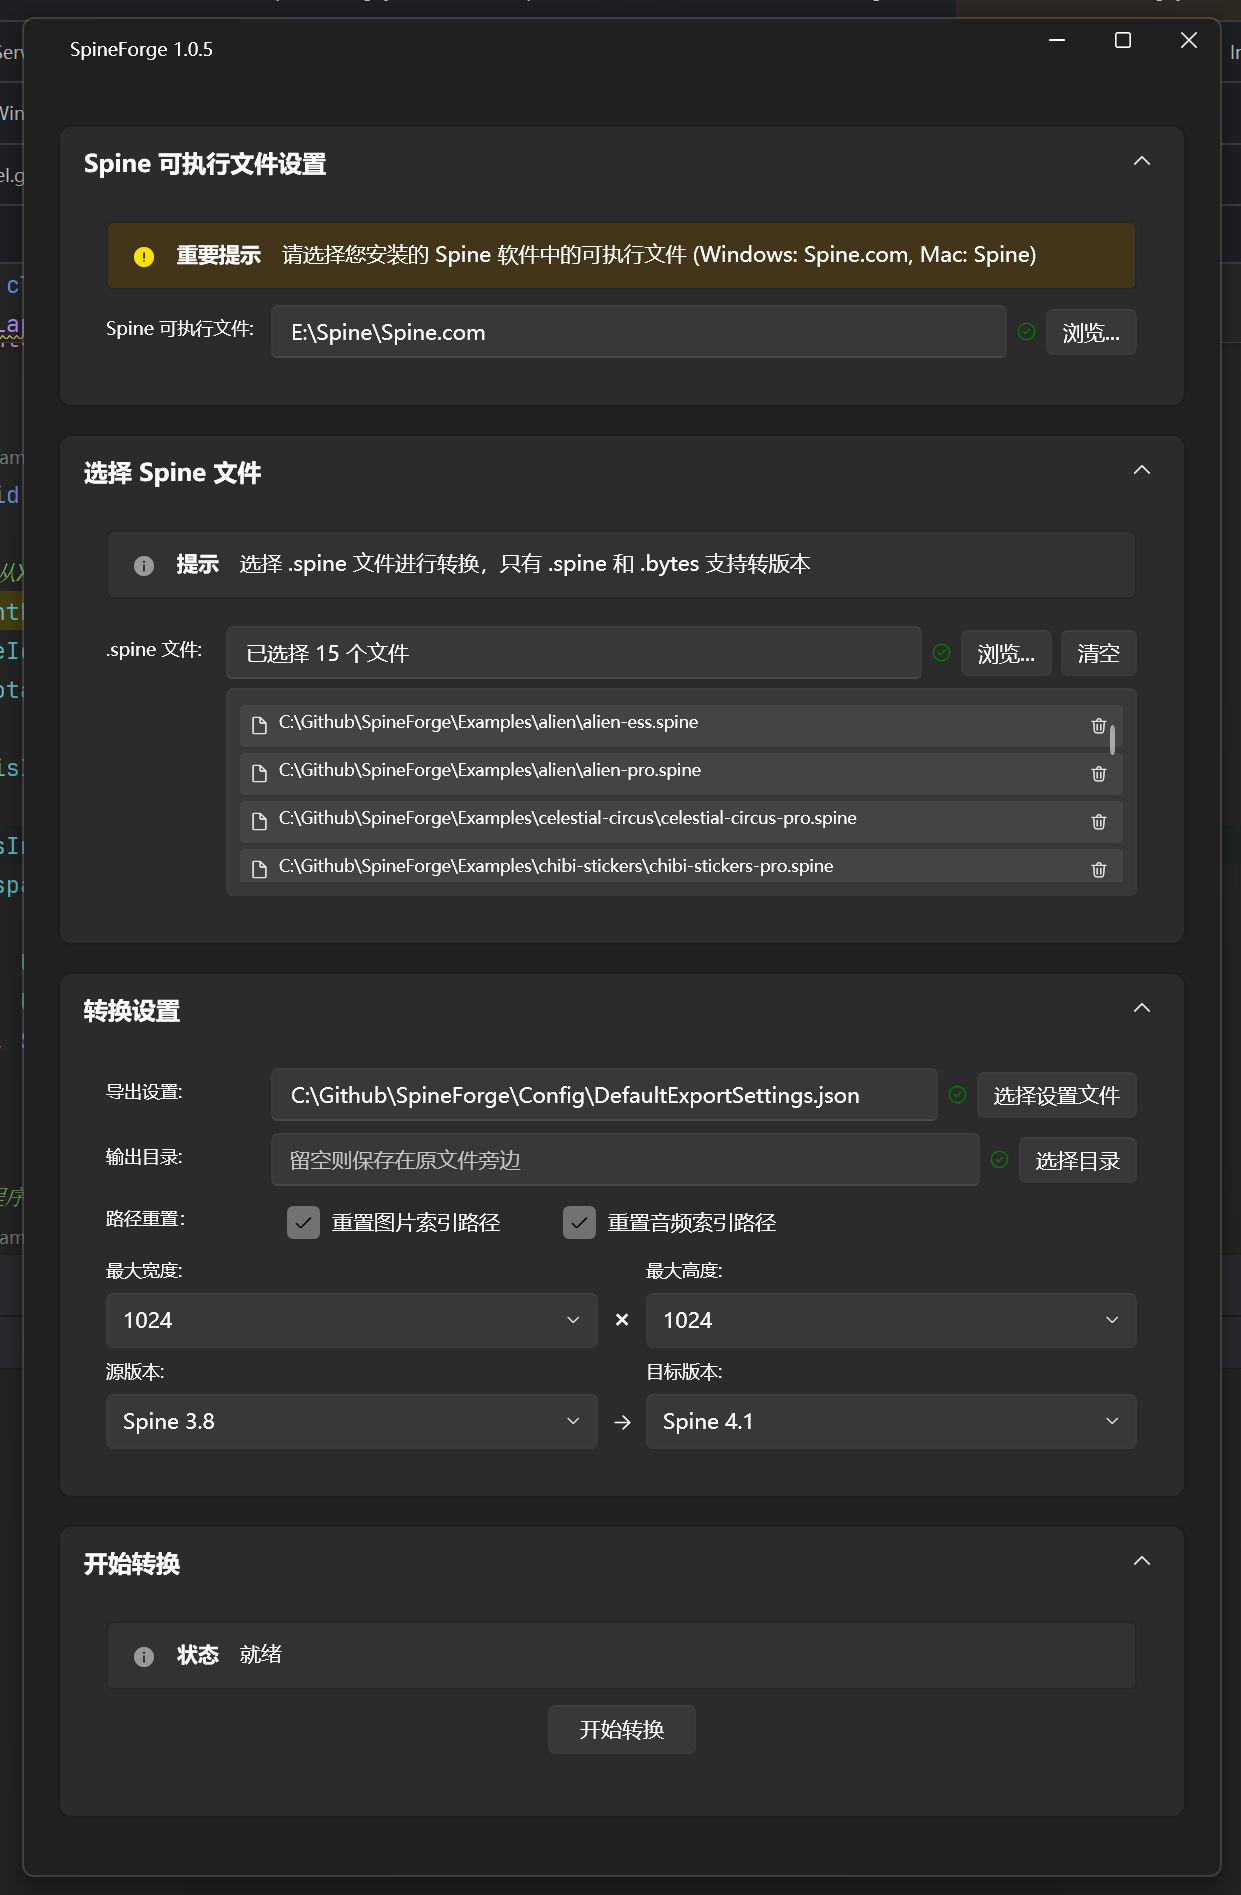 SpineForge 1.0.5
Spine 可执行文件设置
重要提示 请选择您安装的 Spine 软件中的可执行文件 (Windows: Spine.com, Mac: Spine)
Spine 可执行文件: E:\Spine\Spine.com 浏览...
选择 Spine 文件
提示 选择 .spine 文件进行转换，只有 .spine 和 .bytes 支持转版本
.spine 文件: 已选择 15 个文件 浏览... 清空
C:\Github\SpineForge\Examples\alien\alien-ess.spine
C:\Github\SpineForge\Examples\alien\alien-pro.spine
C:\Github\SpineForge\Examples\celestial-circus\celestial-circus-pro.spine
C:\Github\SpineForge\Examples\chibi-stickers\chibi-stickers-pro.spine
转换设置
导出设置: C:\Github\SpineForge\Config\DefaultExportSettings.json 选择设置文件
输出目录: 留空则保存在原文件旁边 选择目录
路径重置: 重置图片索引路径 重置音频索引路径
最大宽度: 最大高度:
1024 × 1024
源版本: 目标版本:
Spine 3.8 → Spine 4.1
开始转换
状态 就绪
开始转换